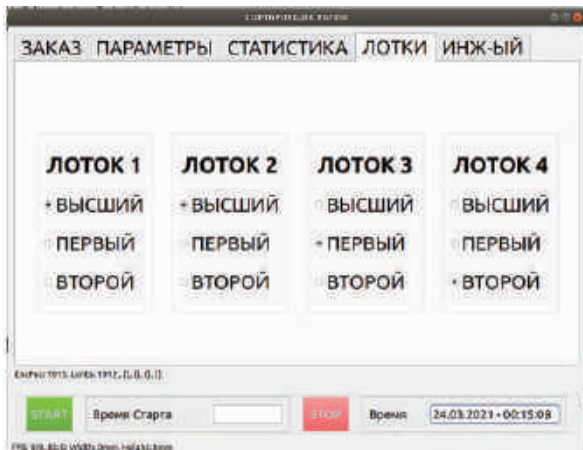 ЗАКАЗ ПАРАМЕТРЫ СТАТИСТИКА ЛОТКИ ИНЖ-ЫЙ
ЛОТОК 1 ЛОТОК 2 ЛОТОК 3 ЛОТОК 4
ВЫСШИЙ ВЫСШИЙ ВЫСШИЙ ВЫСШИЙ
ПЕРВЫЙ ПЕРВЫЙ ПЕРВЫЙ ПЕРВЫЙ
ВТОРОЙ ВТОРОЙ ВТОРОЙ ВТОРОЙ
START Время Старта STOP Время 24.03.2021 - 00:15:08